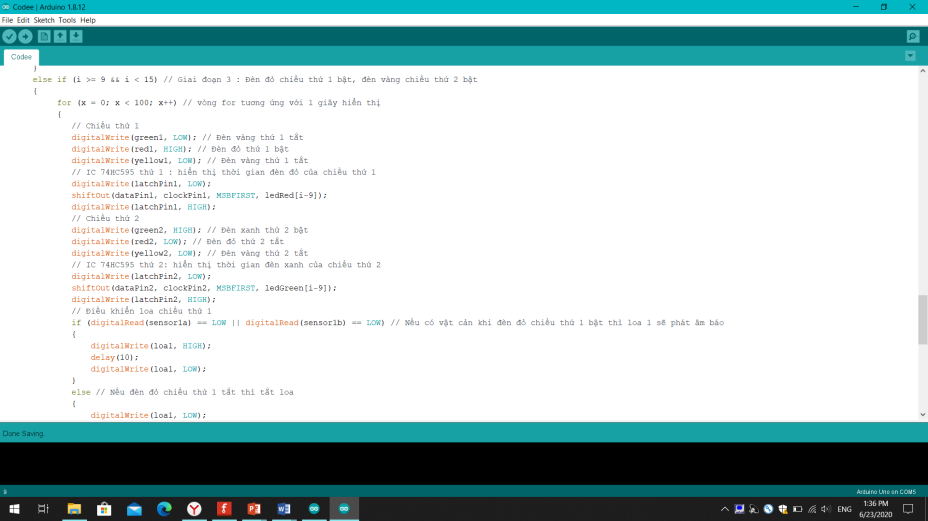 Codee | Arduino 1.8.12
File Edit Sketch Tools Help
Codee
}
else if (i >= 9 && i < 15) // Giai đoạn 3 : Đèn đỏ chiều thứ 1 bật, đèn vàng chiều thứ 2 bật
{
for (x = 0; x < 100; x++) // vòng for tương ứng với 1 giây hiển thị
{
// Chiều thứ 1
digitalWrite(green1, LOW); // Đèn vàng thứ 1 tắt
digitalWrite(red1, HIGH); // Đèn đỏ thứ 1 bật
digitalWrite(yellow1, LOW); // Đèn vàng thứ 1 tắt
// IC 74HC595 thứ 1 : hiển thị thời gian đèn đỏ của chiều thứ 1
digitalWrite(latchPin1, LOW);
shiftOut(dataPin1, clockPin1, MSBFIRST, ledRed[i-9]);
digitalWrite(latchPin1, HIGH);
// Chiều thứ 2
digitalWrite(green2, HIGH); // Đèn xanh thứ 2 bật
digitalWrite(red2, LOW); // Đèn đỏ thứ 2 tắt
digitalWrite(yellow2, LOW); // Đèn vàng thứ 2 tắt
// IC 74HC595 thứ 2: hiển thị thời gian đèn xanh của chiều thứ 2
digitalWrite(latchPin2, LOW);
shiftOut(dataPin2, clockPin2, MSBFIRST, ledGreen[i-9]);
digitalWrite(latchPin2, HIGH);
// Điều khiển loa chiều thứ 1
if (digitalRead(sensor1a) == LOW || digitalRead(sensor1b) == LOW) // Nếu có vật cản khi đèn đỏ chiều thứ 1 bật thì loa 1 sẽ phát âm báo
{
digitalWrite(loa1, HIGH);
delay(10);
digitalWrite(loa1, LOW);
}
else // Nếu đèn đỏ chiều thứ 1 tắt thì tắt loa
{
digitalWrite(loa1, LOW);
Done Saving.
9
Arduino Uno on COM5
ENG
1:36 PM
6/23/2020